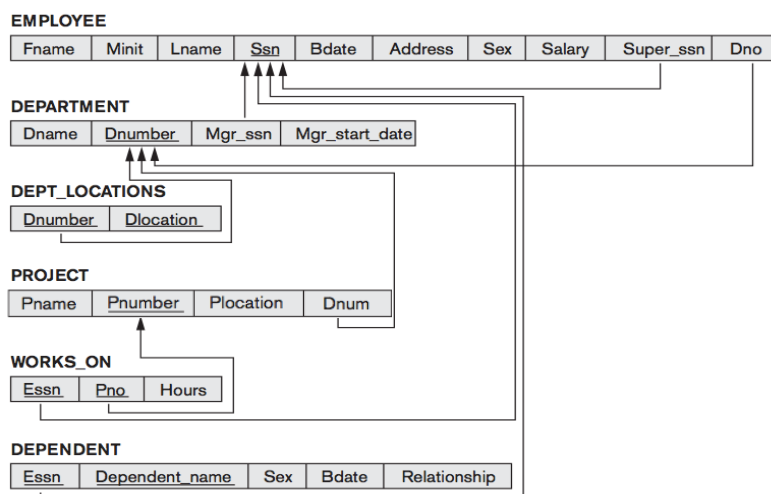 EMPLOYEE
Fname Minit Lname Ssn Bdate Address Sex Salary Super_ssn Dno
DEPARTMENT
Dname Dnumber Mgr_ssn Mgr_start_date
DEPT_LOCATIONS
Dnumber Dlocation
PROJECT
Pname Pnumber Plocation Dnum
WORKS_ON
Essn Pno Hours
DEPENDENT
Essn Dependent_name Sex Bdate Relationship